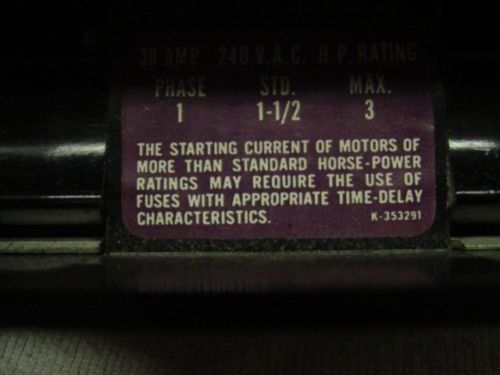 30 AMP. 240 V.A.C. H.P. RATING
PHASE STD. MAX.
1 1-1/2 3
THE STARTING CURRENT OF MOTORS OF
MORE THAN STANDARD HORSE-POWER
RATINGS MAY REQUIRE THE USE OF
FUSES WITH APPROPRIATE TIME-DELAY
CHARACTERISTICS. K-353291